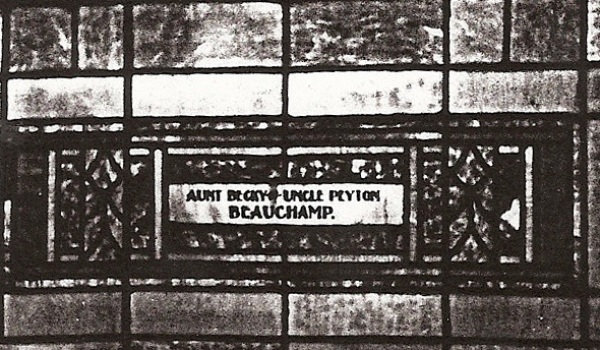 AUNT BECKY & UNCLE PEYTON
BEAUCHAMP.